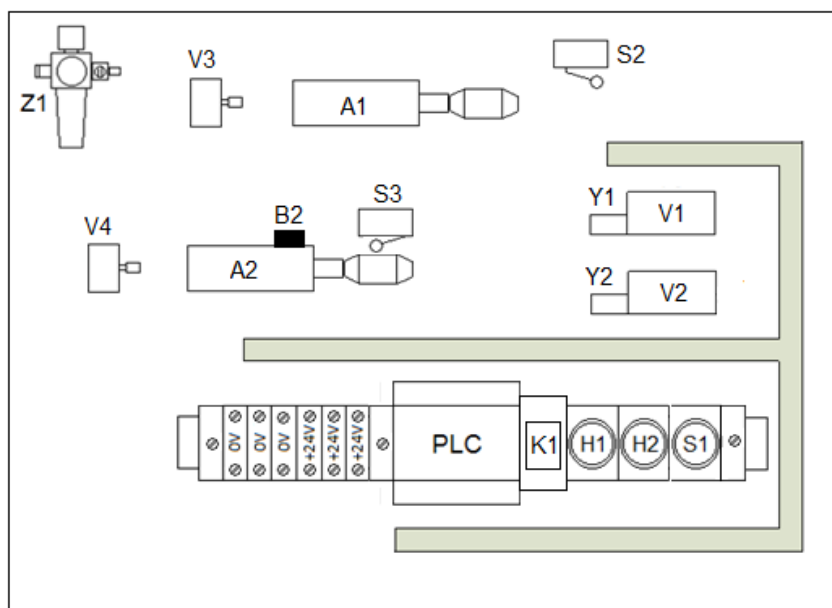 V3
S2
Z1
A1
V4
B2
S3
A2
Y1
V1
Y2
V2
0V
0V
0V
+24V
+24V
+24V
PLC
K1
H1
H2
S1